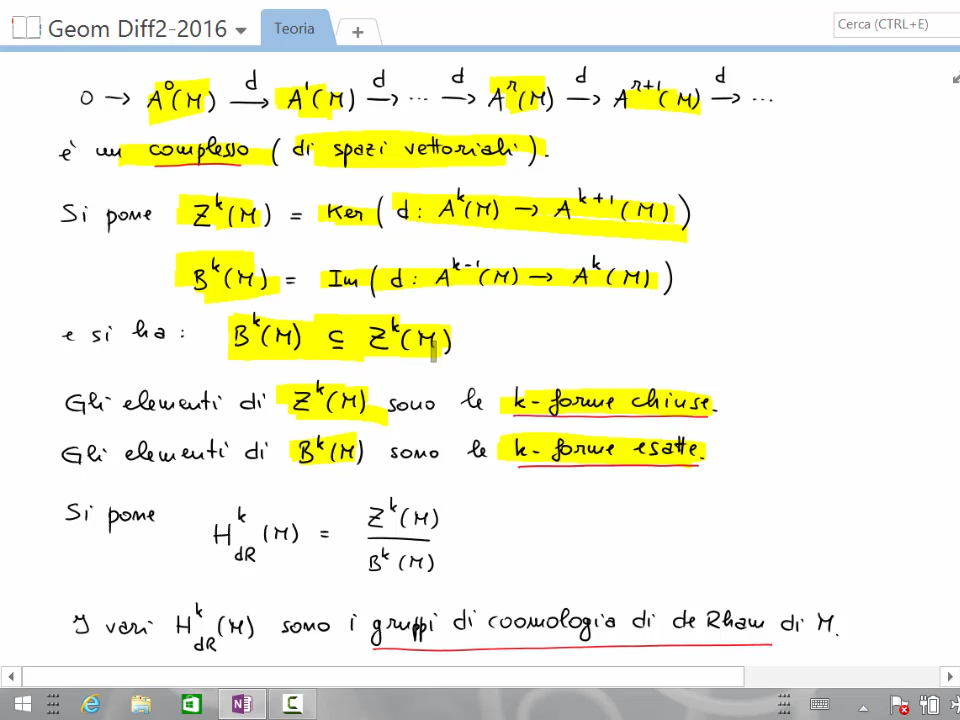 Geom Diff2-2016 Teoria + Cerca (CTRL+E)
0 → A⁰(M) →ᵈ A¹(M) →ᵈ ⋯ →ᵈ Aʳ(M) →ᵈ Aʳ⁺¹(M) →ᵈ ⋯
è un complesso (di spazi vettoriali).
Si pone Zᵏ(M) = Ker (d: Aᵏ(M) → Aᵏ⁺¹(M))
Bᵏ(M) = Im (d: Aᵏ⁻¹(M) → Aᵏ(M))
e si ha: Bᵏ(M) ⊆ Zᵏ(M)
Gli elementi di Zᵏ(M) sono le k-forme chiuse.
Gli elementi di Bᵏ(M) sono le k-forme esatte.
Si pone H^k_dR (M) = Zᵏ(M) / Bᵏ(M)
I vari H^k_dR (M) sono i gruppi di coomologia di de Rham di M.